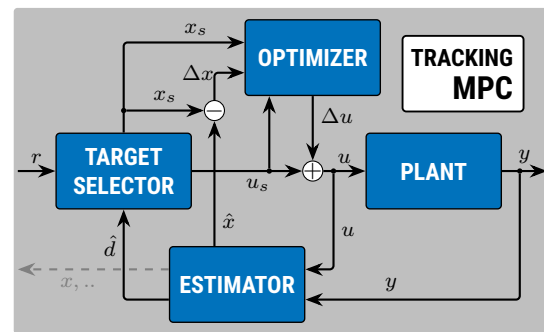 x_s
OPTIMIZER
TRACKING
MPC
Δx
x_s
Δu
r
TARGET
SELECTOR
u_s
u
PLANT
y
d̂
x̂
u
x, ..
ESTIMATOR
y